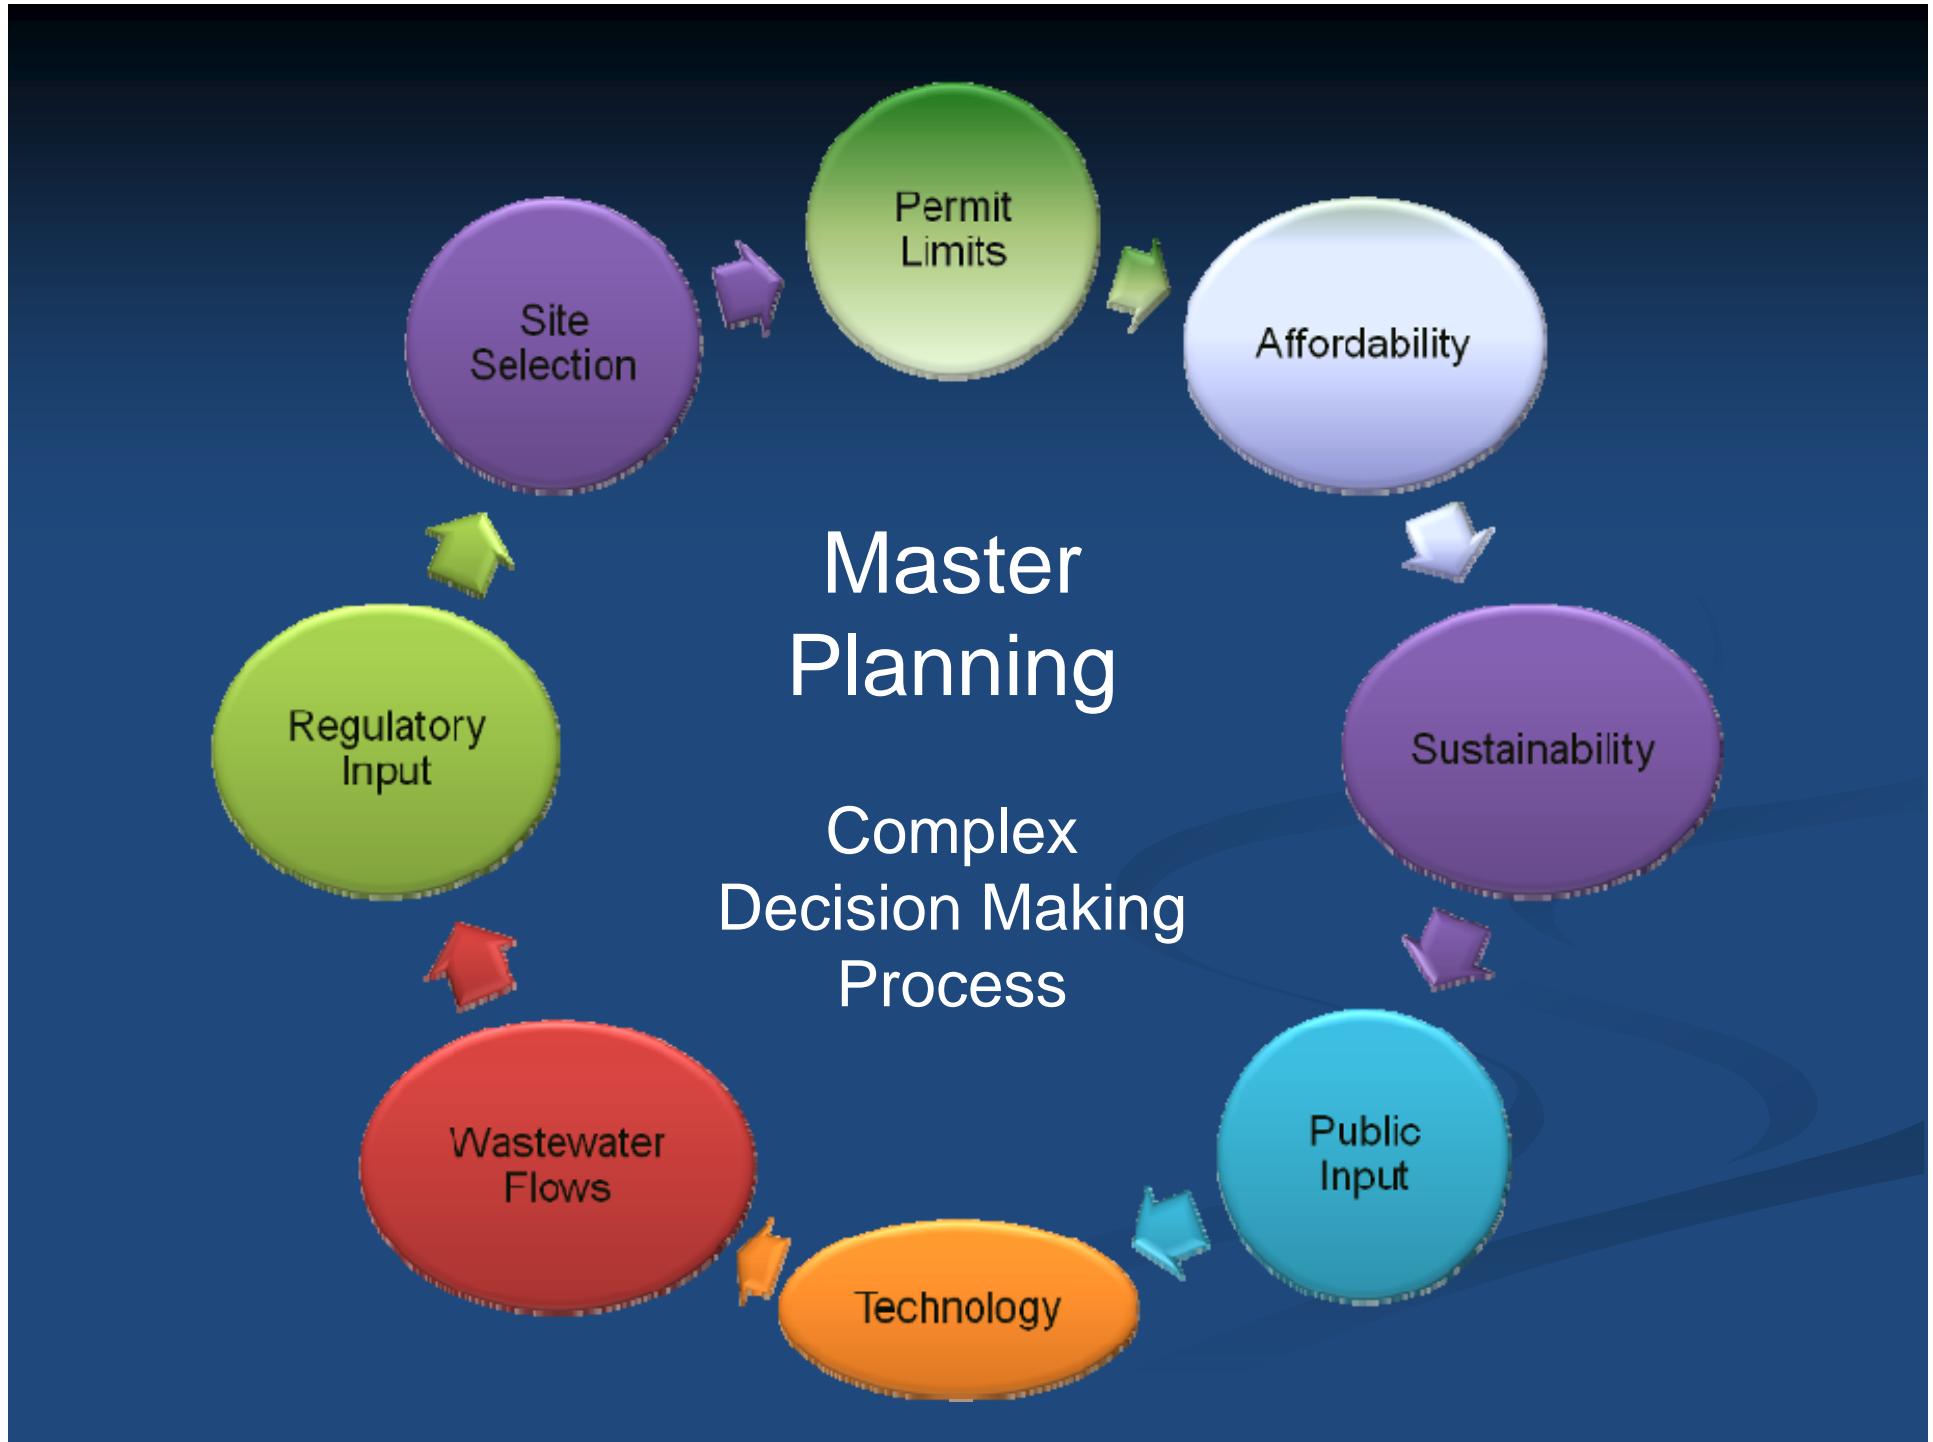 Permit
Limits
Affordability
Sustainability
Public
Input
Technology
Wastewater
Flows
Regulatory
Input
Site
Selection
Master
Planning
Complex
Decision Making
Process